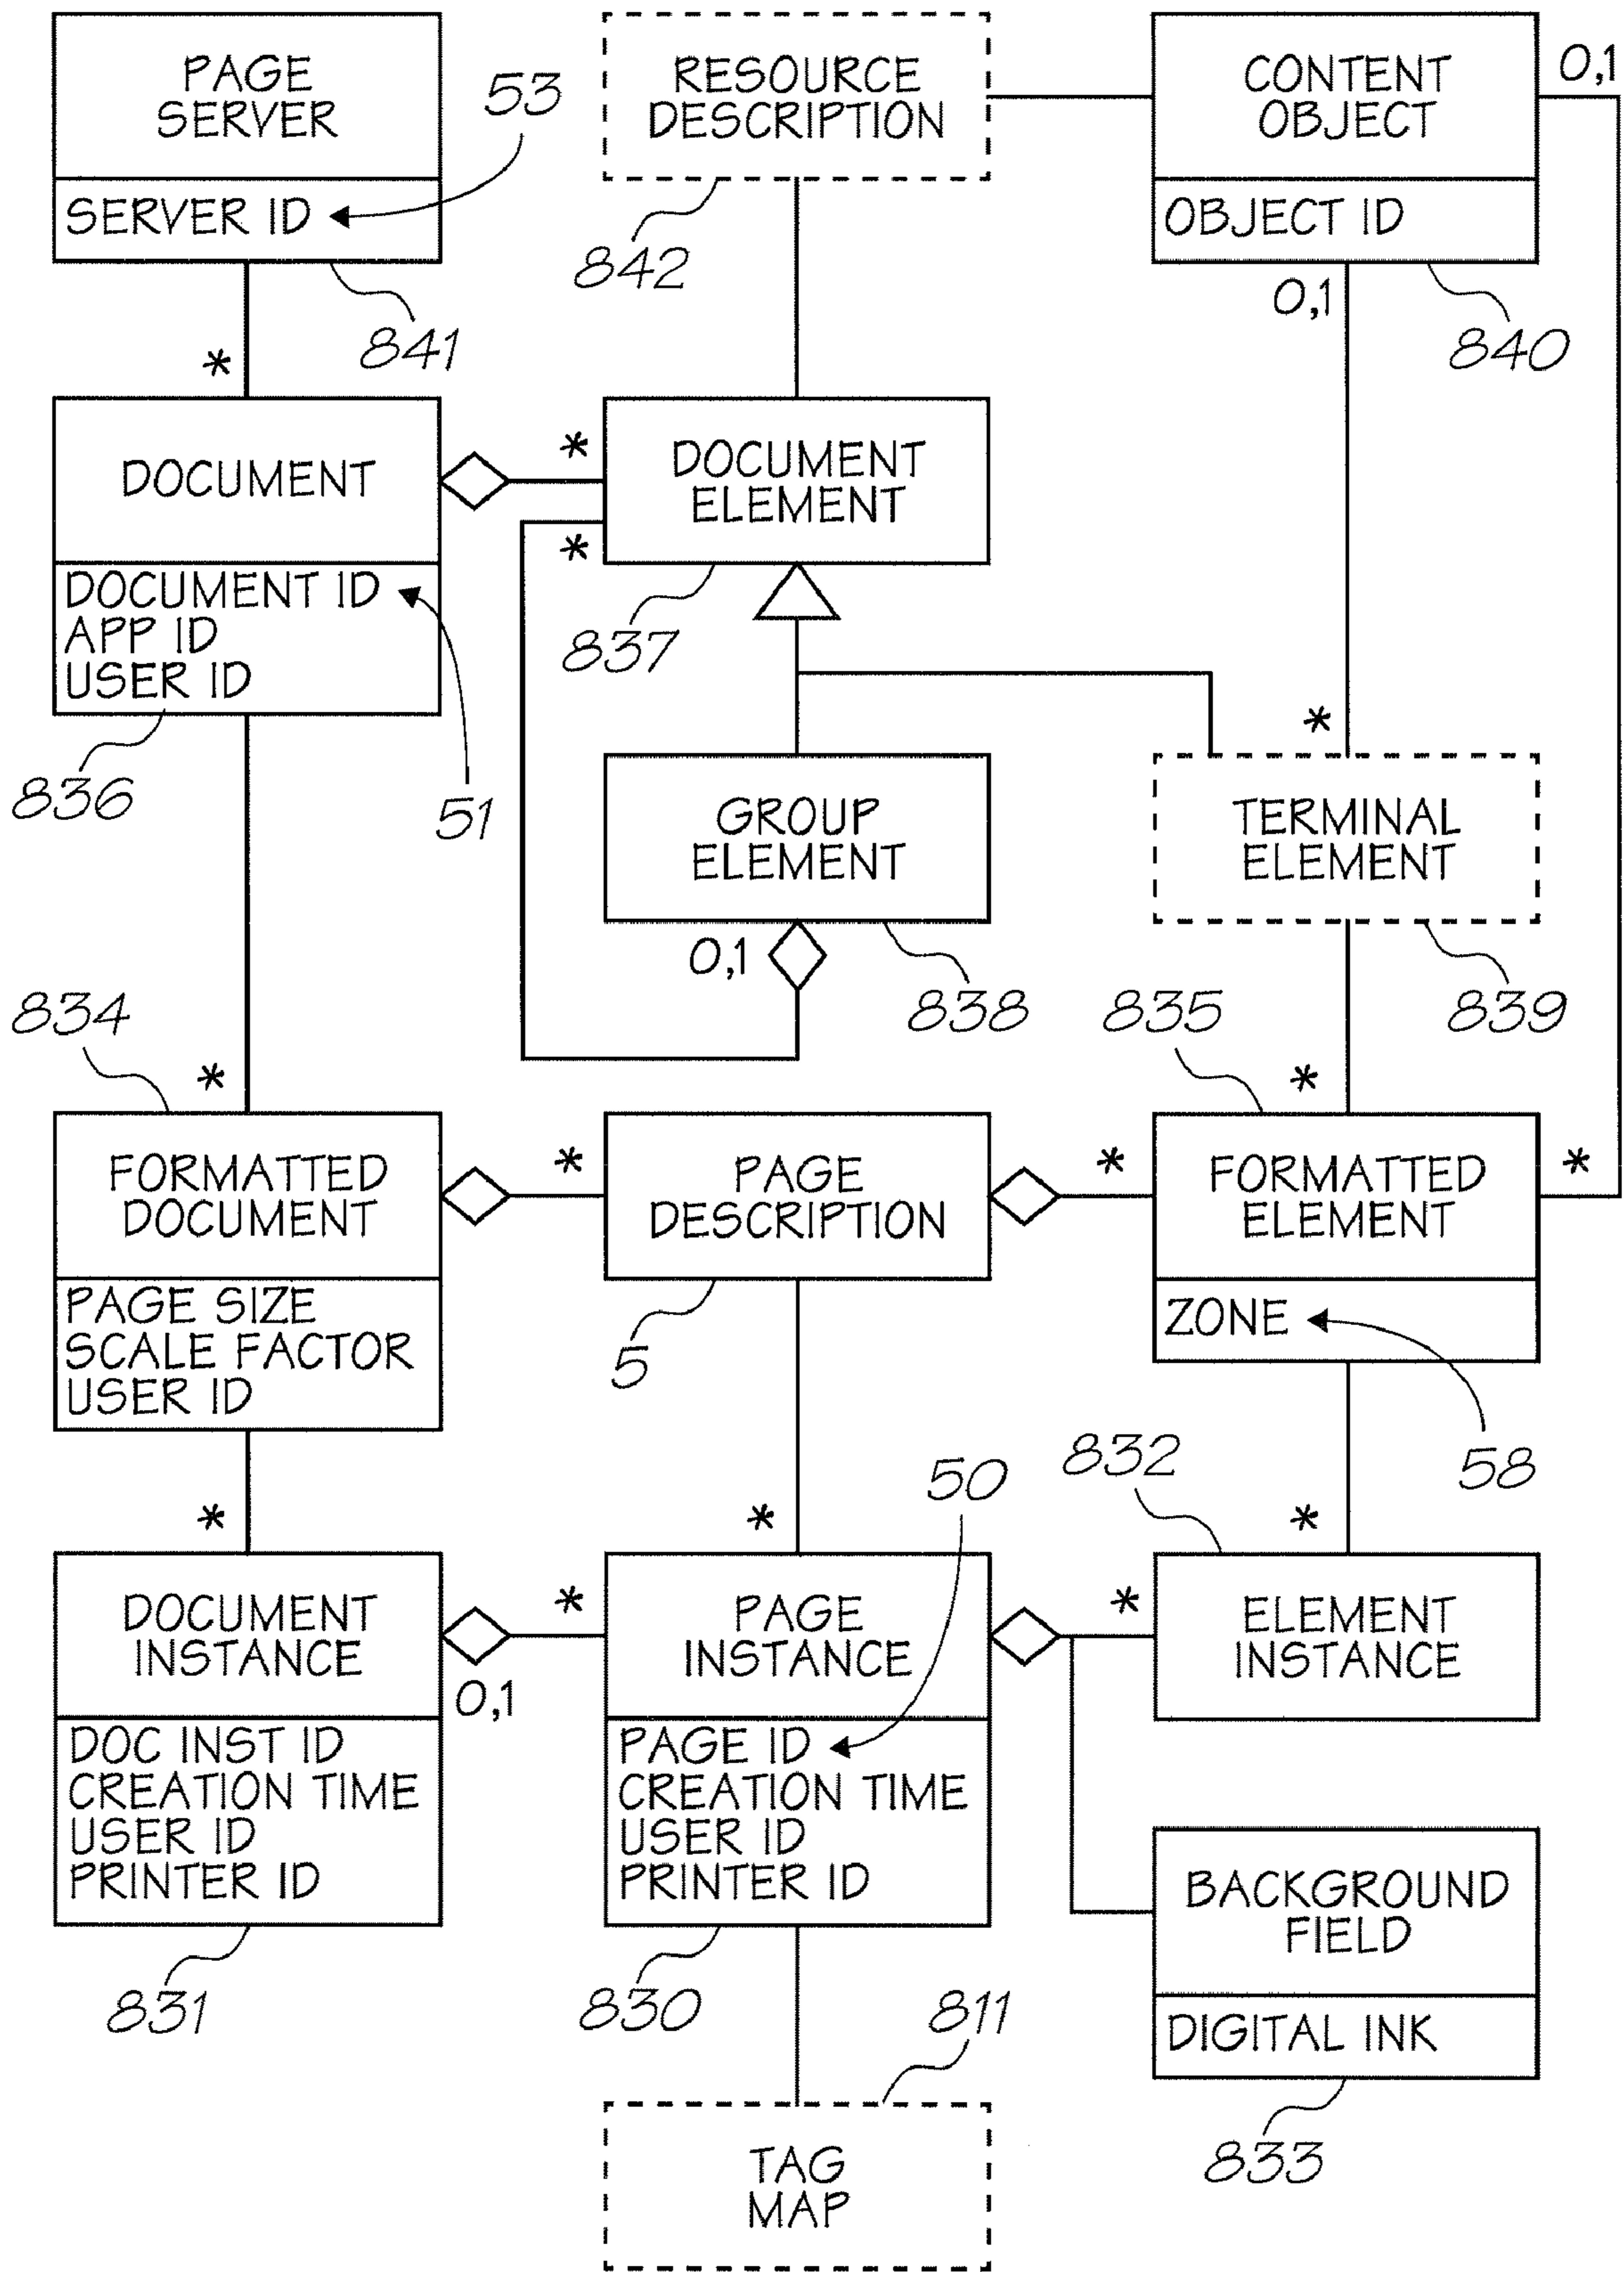 PAGE
SERVER
SERVER ID
53
841
RESOURCE
DESCRIPTION
842
CONTENT
OBJECT
OBJECT ID
0,1
0,1
840
*
DOCUMENT
DOCUMENT ID
APP ID
USER ID
836
51
*
*
DOCUMENT
ELEMENT
837
GROUP
ELEMENT
0,1
838
*
TERMINAL
ELEMENT
839
834
*
FORMATTED
DOCUMENT
PAGE SIZE
SCALE FACTOR
USER ID
*
PAGE
DESCRIPTION
5
835
*
*
*
FORMATTED
ELEMENT
ZONE
58
*
DOCUMENT
INSTANCE
0,1
DOC INST ID
CREATION TIME
USER ID
PRINTER ID
831
*
*
50
PAGE
INSTANCE
PAGE ID
CREATION TIME
USER ID
PRINTER ID
830
832
*
*
ELEMENT
INSTANCE
BACKGROUND
FIELD
DIGITAL INK
833
811
TAG
MAP